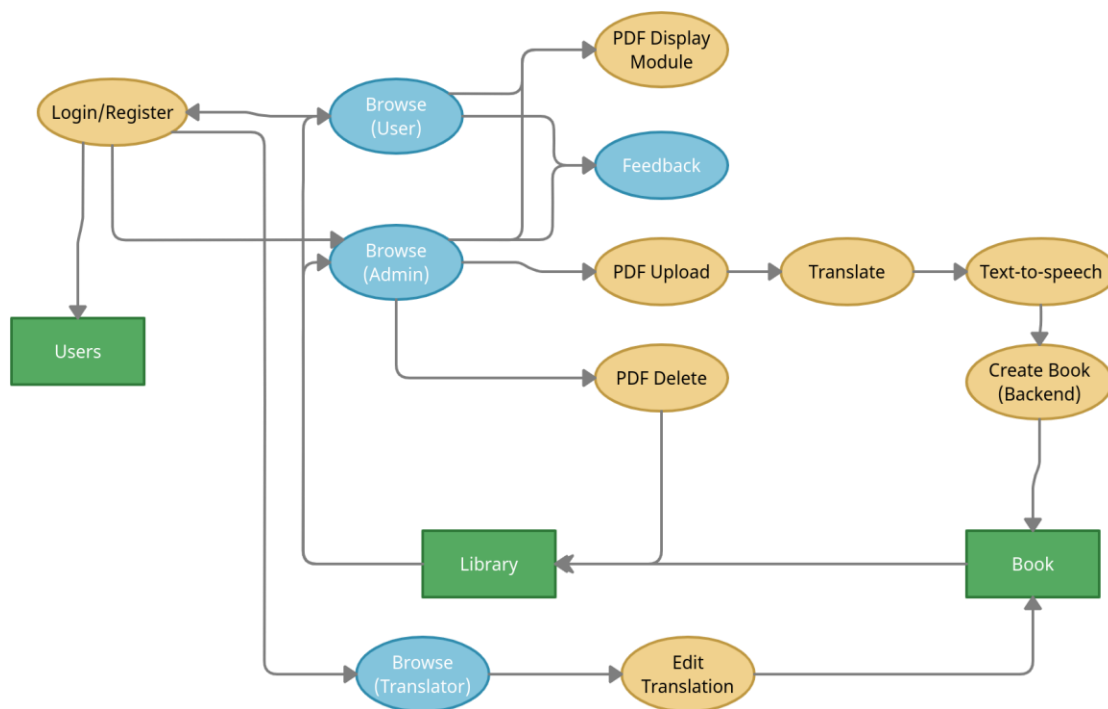 PDF Display
Module
Login/Register
Browse
(User)
Feedback
Browse
(Admin)
PDF Upload
Translate
Text-to-speech
Users
PDF Delete
Create Book
(Backend)
Library
Book
Browse
(Translator)
Edit
Translation